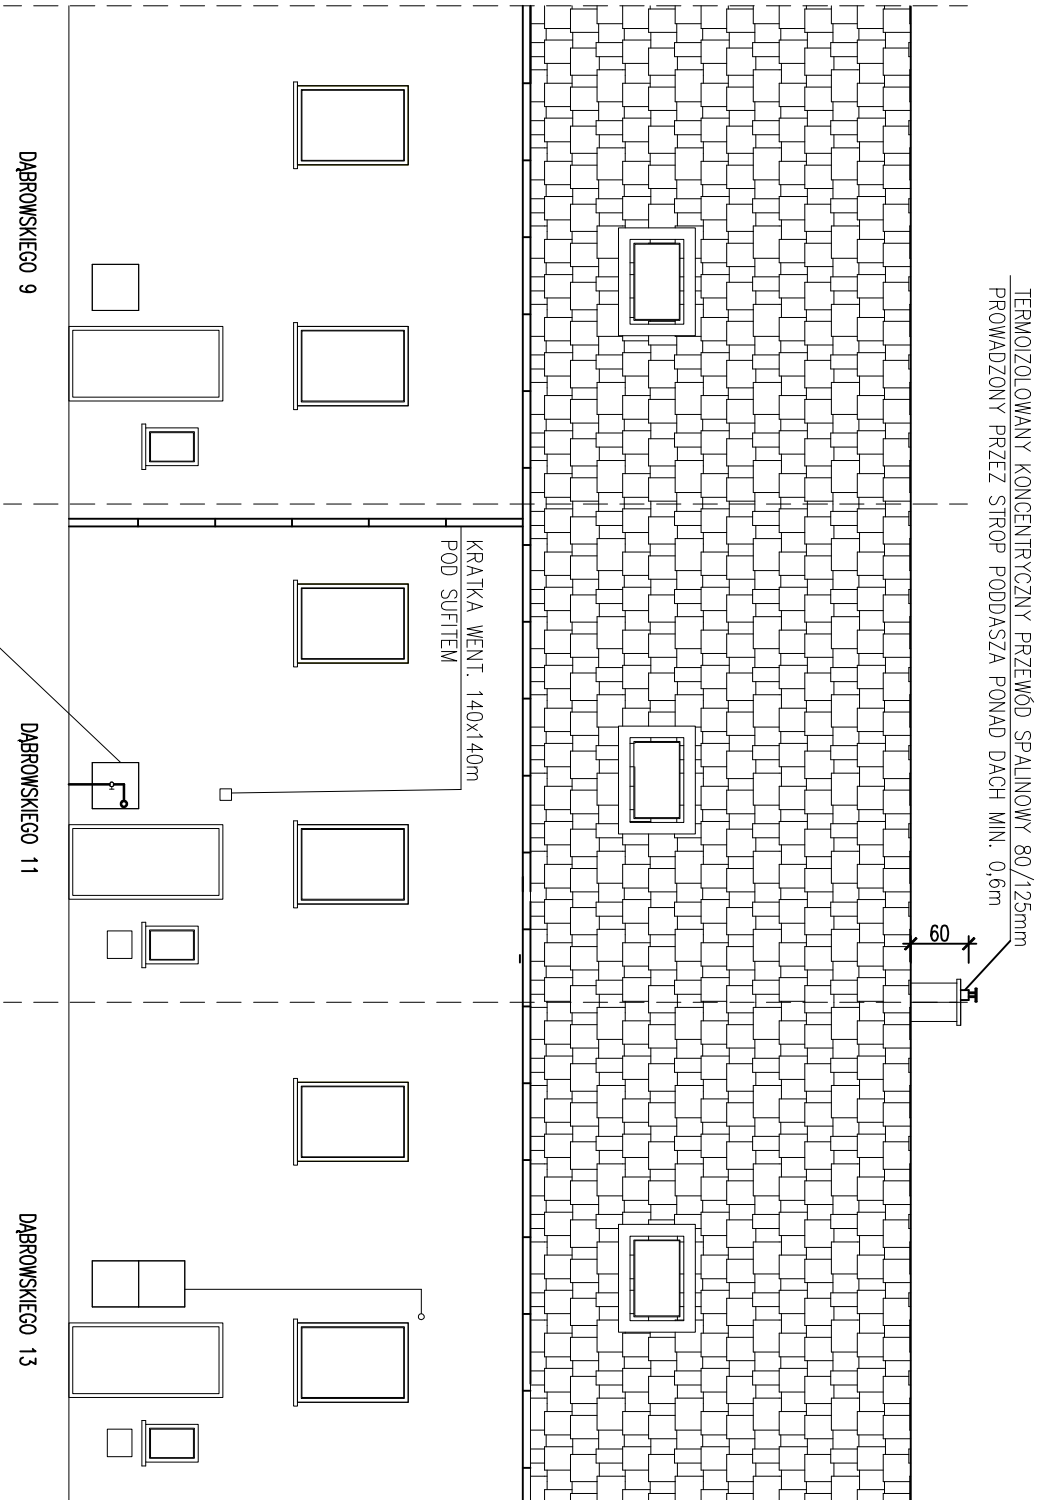 TERMOIZOLOWANY KONCENTRYCZNY PRZEWÓD SPALINOWY 80/125mm
PROWADZONY PRZEZ STROP PODDASZA PONAD DACH MIN. 0,6m
60
KRATKA WENT. 140x140m
POD SUFITEM
DĄBROWSKIEGO 9
DĄBROWSKIEGO 11
DĄBROWSKIEGO 13